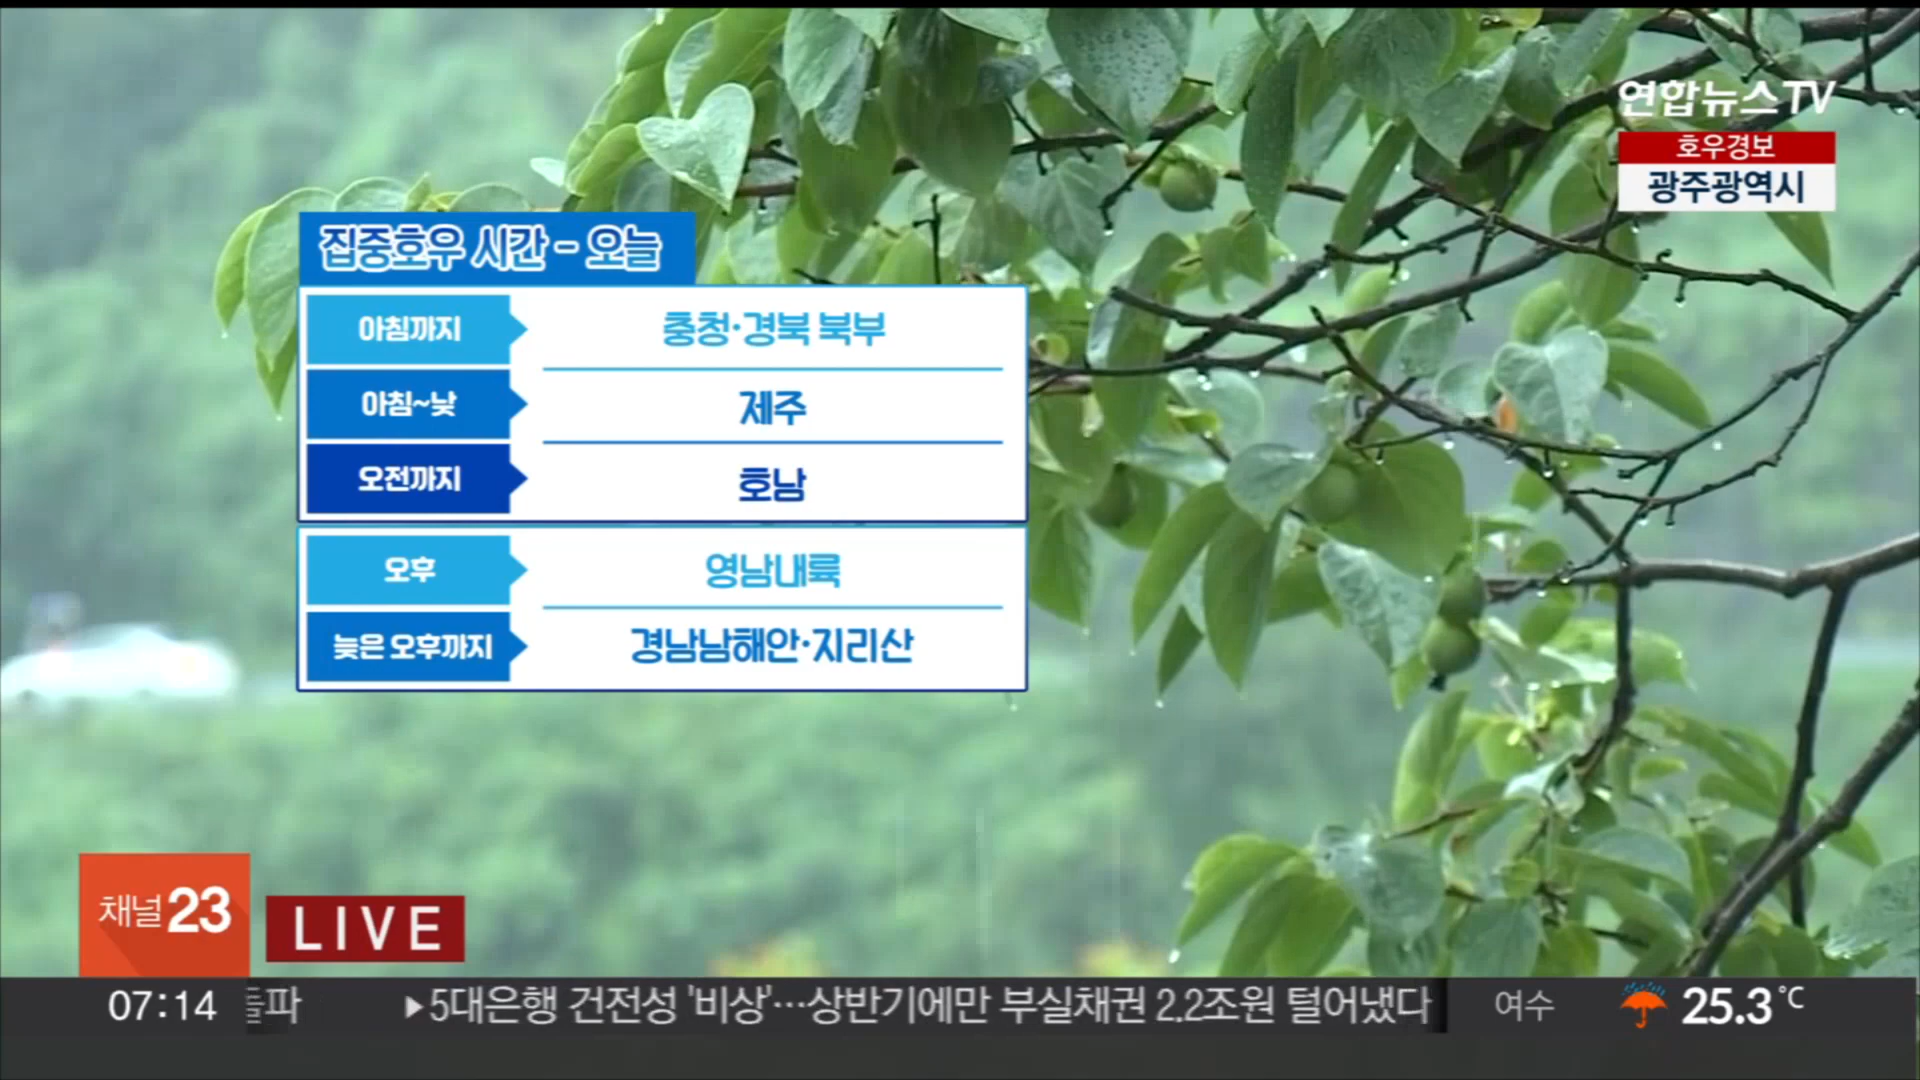 연합뉴스TV
호우경보
광주광역시
집중호우 시간 - 오늘
아침까지 충청·경북 북부
아침~낮 제주
오전까지 호남
오후 영남내륙
늦은 오후까지 경남남해안·지리산
채널 23
LIVE
07:14 돌파 ▶5대은행 건전성 '비상'…상반기에만 부실채권 2.2조원 털어냈다 여수 25.3℃